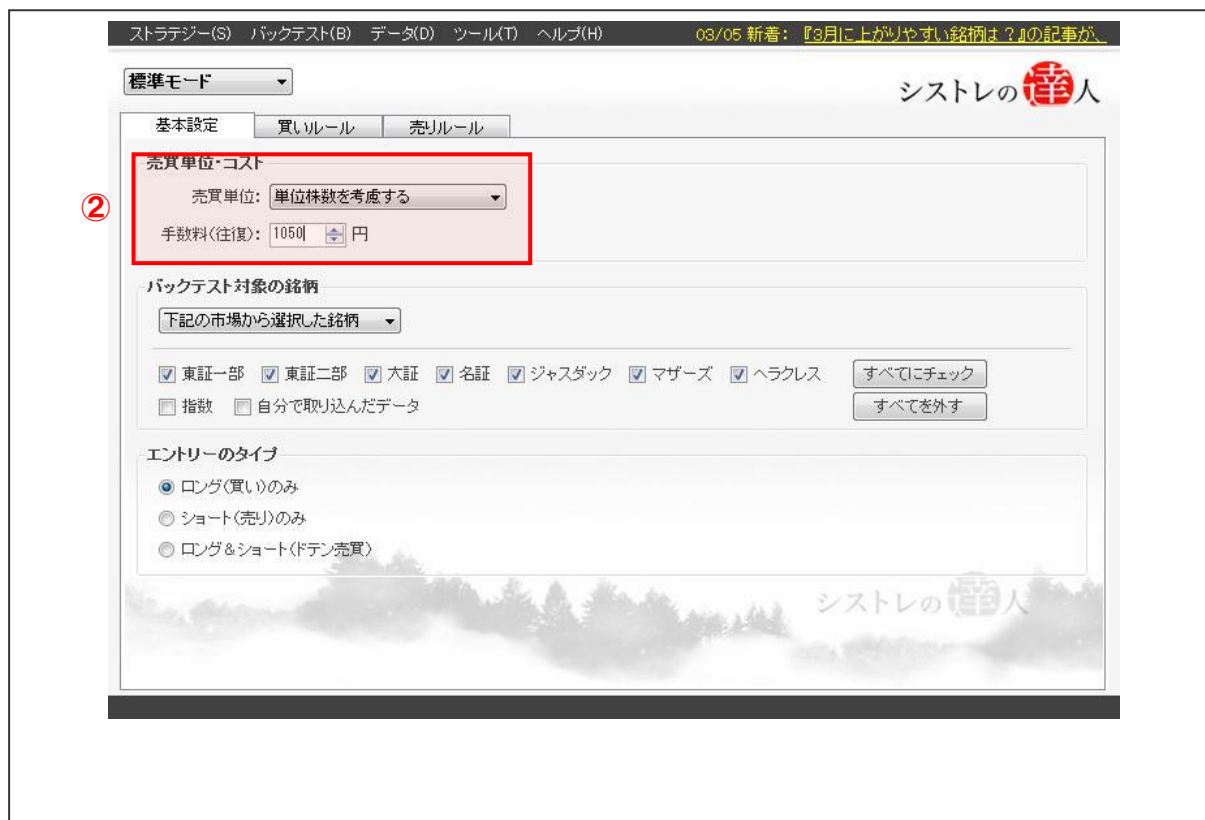 ストラテジー(S) バックテスト(B) データ(D) ツール(T) ヘルプ(H) 03/05 新着： 『3月に上がりやすい銘柄は？』の記事が、
標準モード
シストレの達人
基本設定 買いルール 売りルール
売買単位・コスト
②
売買単位： 単位株数を考慮する
手数料(往復)： 1050 円
バックテスト対象の銘柄
下記の市場から選択した銘柄
東証一部 東証二部 大証 名証 ジャスダック マザーズ ヘラクレス すべてにチェック
指数 自分で取り込んだデータ すべてを外す
エントリーのタイプ
ロング(買い)のみ
ショート(売り)のみ
ロング＆ショート(ドテン売買)
シストレの達人